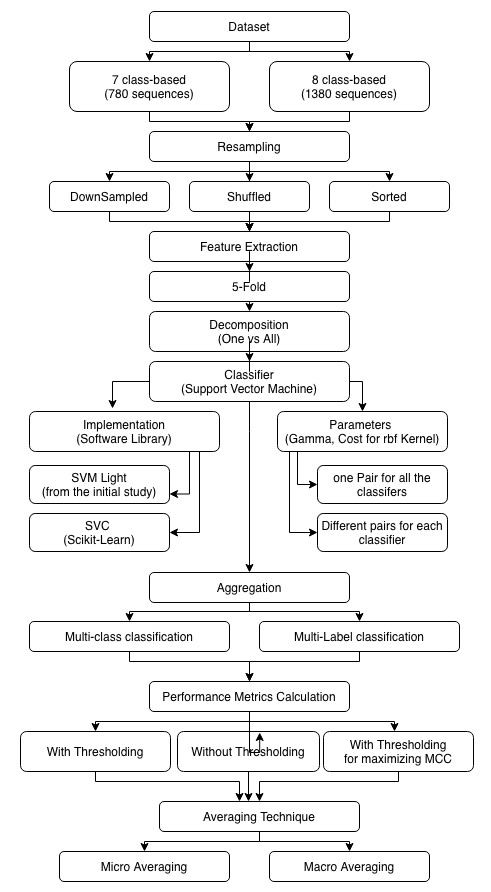 Dataset
7 class-based
(780 sequences)
8 class-based
(1380 sequences)
Resampling
DownSampled
Shuffled
Sorted
Feature Extraction
5-Fold
Decomposition
(One vs All)
Classifier
(Support Vector Machine)
Implementation
(Software Library)
Parameters
(Gamma, Cost for rbf Kernel)
SVM Light
(from the initial study)
one Pair for all the
classifers
SVC
(Scikit-Learn)
Different pairs for each
classifier
Aggregation
Multi-class classification
Multi-Label classification
Performance Metrics Calculation
With Thresholding
Without Thresholding
With Thresholding
for maximizing MCC
Averaging Technique
Micro Averaging
Macro Averaging